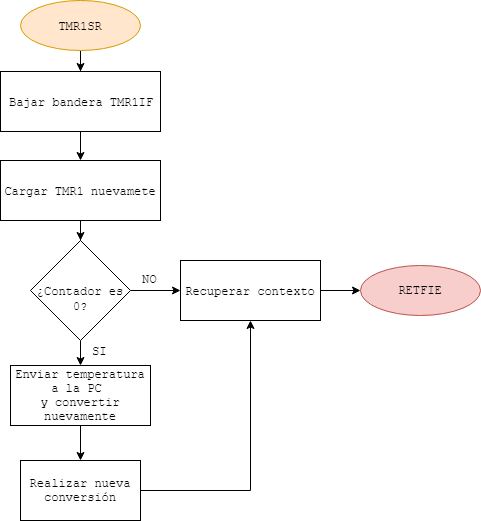 TMR1SR
Bajar bandera TMR1IF
Cargar TMR1 nuevamete
¿Contador es
0?
NO
Recuperar contexto
RETFIE
SI
Enviar temperatura
a la PC
y convertir
nuevamente
Realizar nueva
conversión